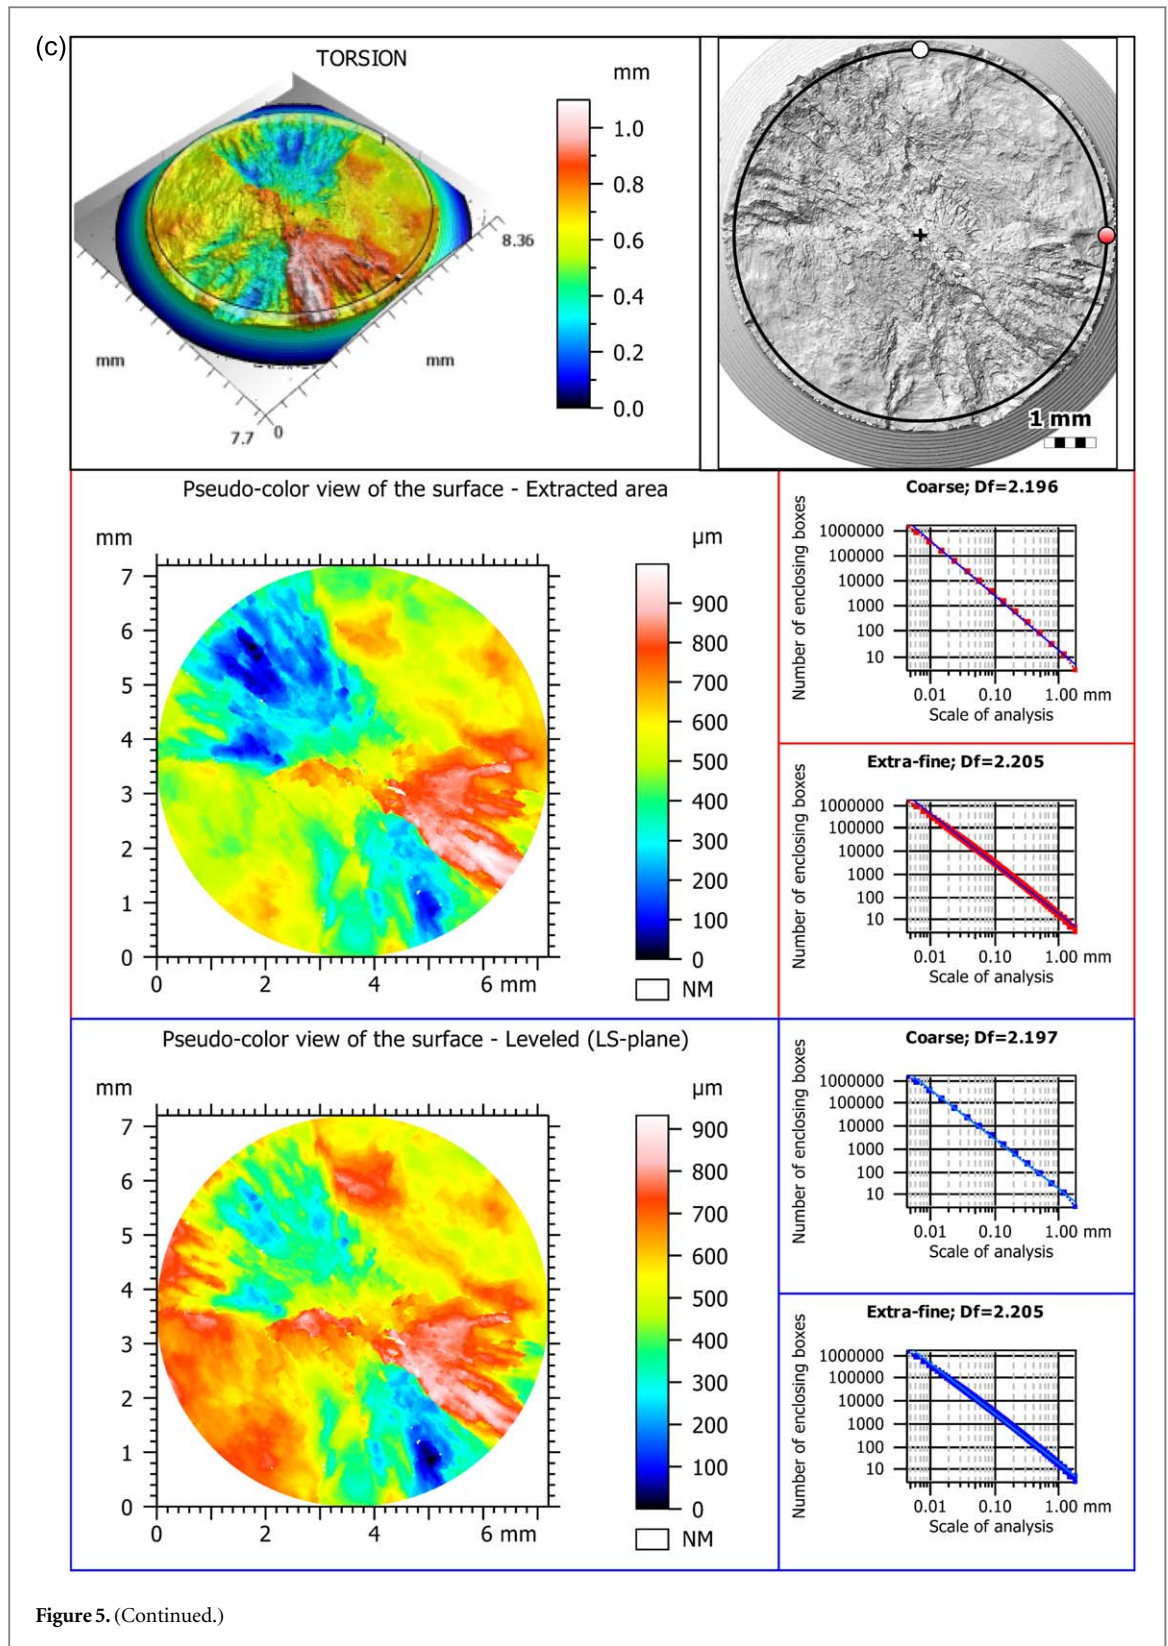 (c)
TORSION
mm
1.0
0.8
0.6
0.4
0.2
0.0
8.36
mm
mm
7.7
0
1 mm
Pseudo-color view of the surface - Extracted area
mm
7
6
5
4
3
2
1
0
0 2 4 6 mm
µm
900
800
700
600
500
400
300
200
100
0
NM
Coarse; Df=2.196
Number of enclosing boxes
1000000
100000
10000
1000
100
10
0.01 0.10 1.00 mm
Scale of analysis
Extra-fine; Df=2.205
Number of enclosing boxes
1000000
100000
10000
1000
100
10
0.01 0.10 1.00 mm
Scale of analysis
Pseudo-color view of the surface - Leveled (LS-plane)
mm
7
6
5
4
3
2
1
0
0 2 4 6 mm
µm
900
800
700
600
500
400
300
200
100
0
NM
Coarse; Df=2.197
Number of enclosing boxes
1000000
100000
10000
1000
100
10
0.01 0.10 1.00 mm
Scale of analysis
Extra-fine; Df=2.205
Number of enclosing boxes
1000000
100000
10000
1000
100
10
0.01 0.10 1.00 mm
Scale of analysis
Figure 5. (Continued.)